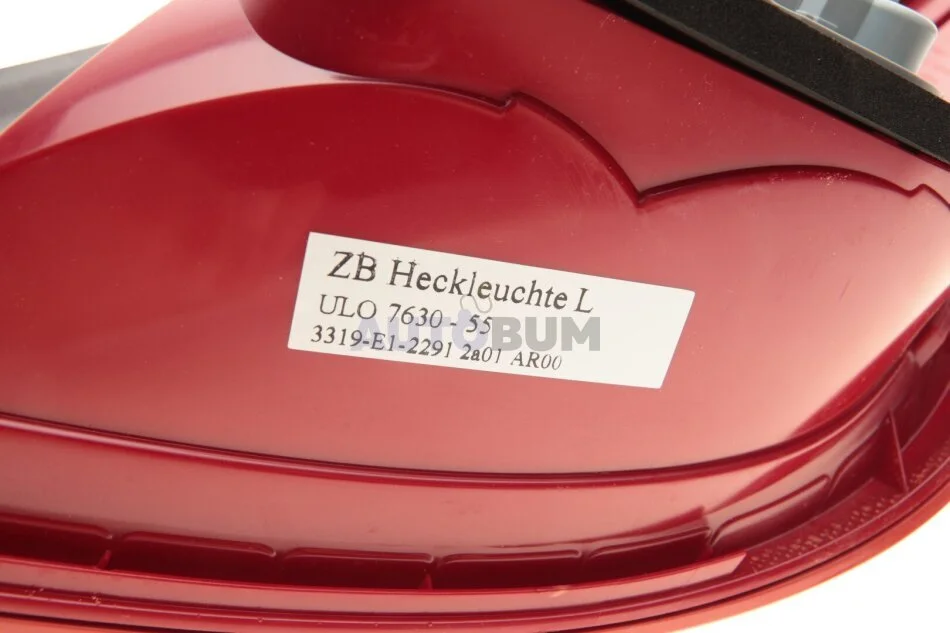 ZB Heckleuchte L
ULO 7630 - 55
AUTOBUM
3319-E1-2291 2a01 AR00